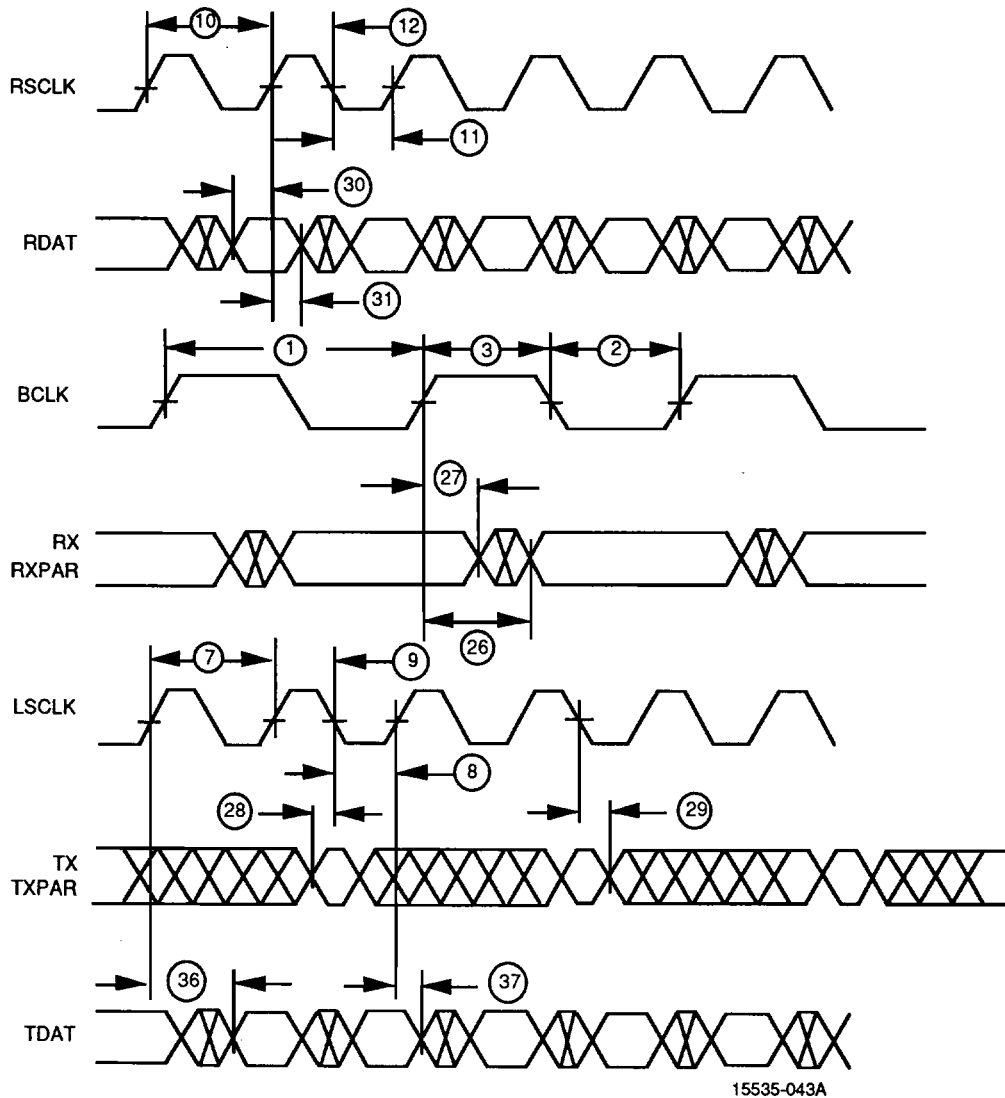 10
12
RSCLK
11
30
RDAT
31
1
3
2
BCLK
27
RX
RXPAR
26
7
9
LSCLK
8
28
29
TX
TXPAR
36
37
TDAT
15535-043A